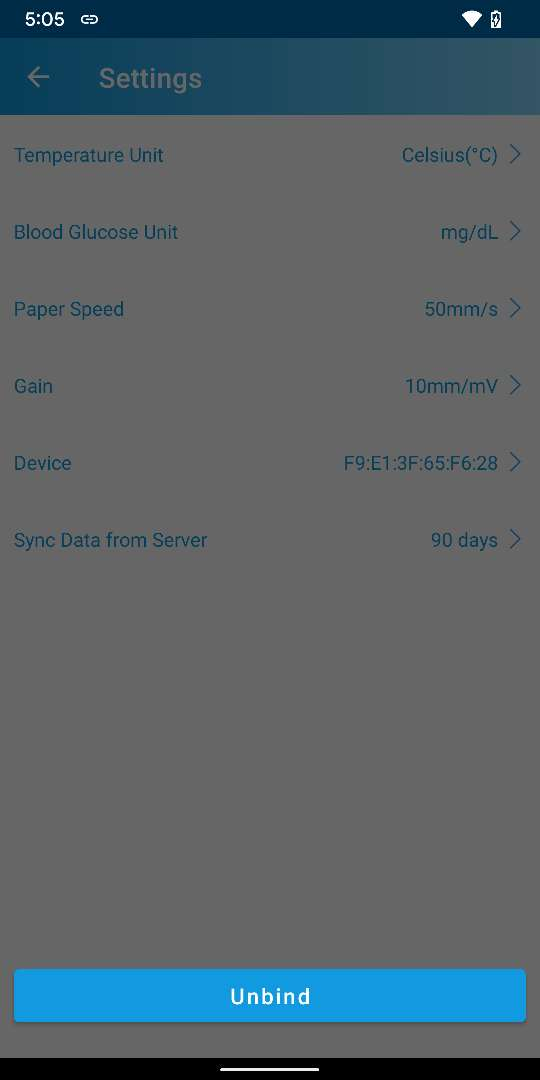 5:05
Settings
Temperature Unit Celsius(°C)
Blood Glucose Unit mg/dL
Paper Speed 50mm/s
Gain 10mm/mV
Device F9:E1:3F:65:F6:28
Sync Data from Server 90 days
Unbind